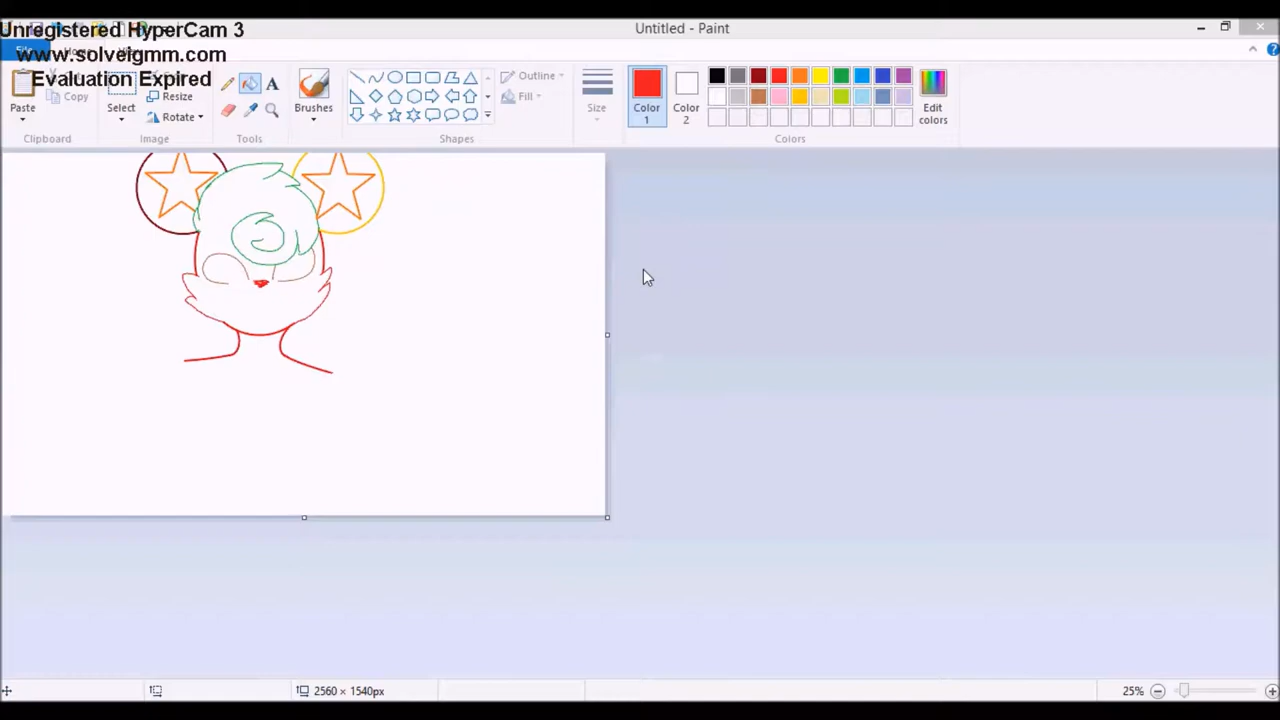 Unregistered HyperCam 3
www.solveigmm.com
Evaluation Expired
Untitled - Paint
Paste
Copy
Clipboard
Select
Resize
Rotate
Image
Tools
Brushes
Shapes
Outline
Fill
Size
Color 1
Color 2
Edit colors
Colors
2560 × 1540px
25%